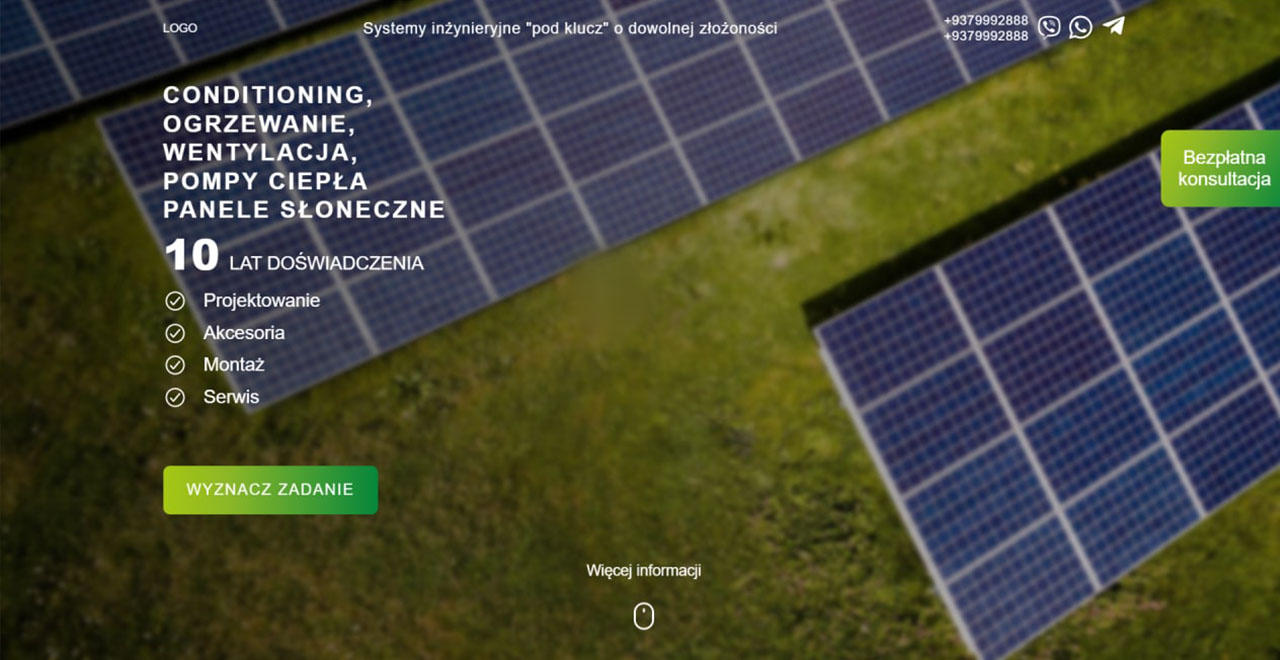 LOGO
Systemy inżynieryjne "pod klucz" o dowolnej złożoności
+9379992888
+9379992888
CONDITIONING,
OGRZEWANIE,
WENTYLACJA,
POMPY CIEPŁA
PANELE SŁONECZNE
10 LAT DOŚWIADCZENIA
Projektowanie
Akcesoria
Montaż
Serwis
Bezpłatna
konsultacja
WYZNACZ ZADANIE
Więcej informacji